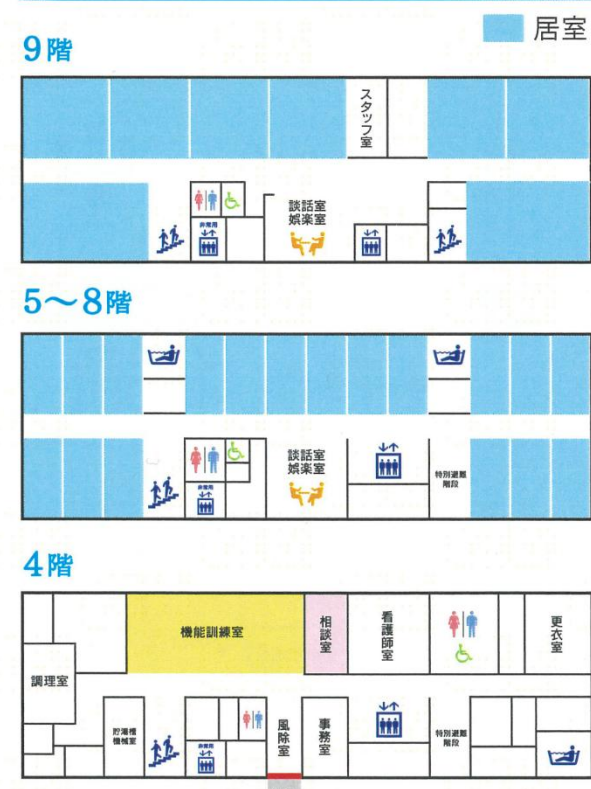 居室
9階
スタッフ室
談話室
娯楽室
非常用
5〜8階
談話室
娯楽室
特別避難
階段
非常用
4階
機能訓練室
相談室
看護師室
更衣室
調理室
貯湯槽
機械室
風除室
事務室
特別避難
階段
非常用